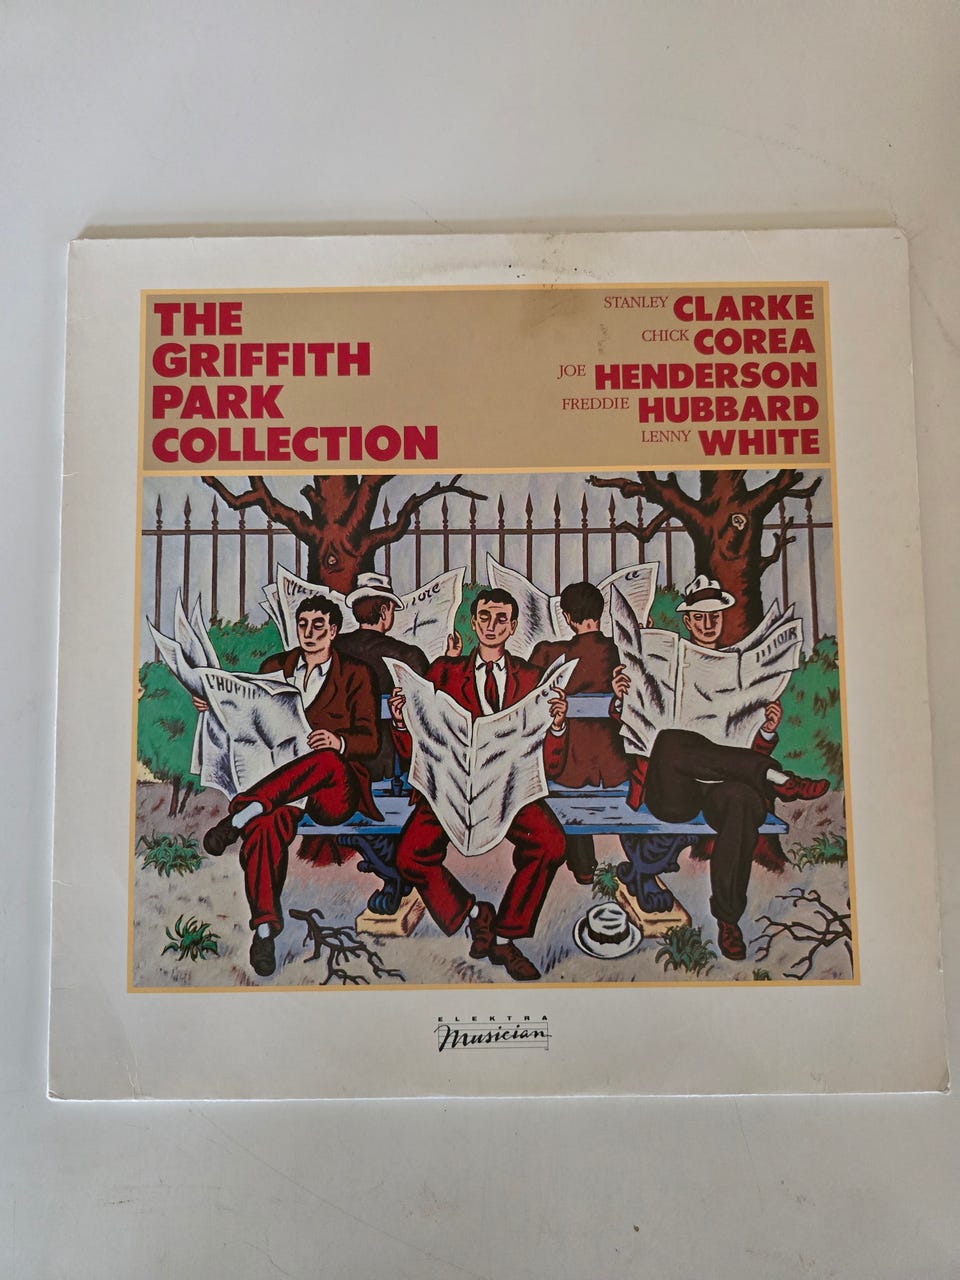 THE
GRIFFITH
PARK
COLLECTION
STANLEY CLARKE
CHICK COREA
JOE HENDERSON
FREDDIE HUBBARD
LENNY WHITE
ELEKTRA
Musician